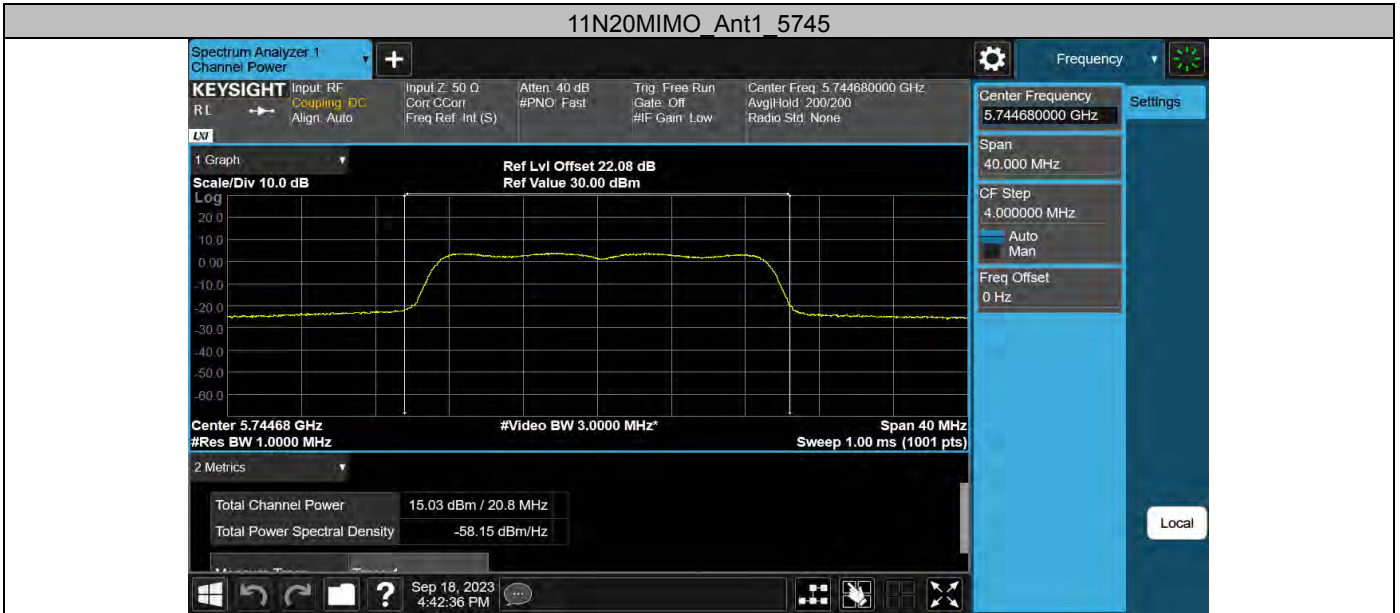 11N20MIMO_Ant1_5745
Spectrum Analyzer 1
Channel Power
+
Frequency
KEYSIGHT
R L
LXI
Input: RF
Coupling: DC
Align: Auto
Input Z: 50 Ω
Corr CCorr
Freq Ref: Int (S)
Atten: 40 dB
#PNO: Fast
Trig: Free Run
Gate: Off
#IF Gain: Low
Center Freq: 5.744680000 GHz
Avg|Hold: 200/200
Radio Std: None
Center Frequency
5.744680000 GHz
Settings
Span
40.000 MHz
CF Step
4.000000 MHz
Auto
Man
Freq Offset
0 Hz
Local
1 Graph
Ref Lvl Offset 22.08 dB
Scale/Div 10.0 dB
Ref Value 30.00 dBm
Log
20.0
10.0
0.00
-10.0
-20.0
-30.0
-40.0
-50.0
-60.0
Center 5.74468 GHz
#Video BW 3.0000 MHz*
Span 40 MHz
#Res BW 1.0000 MHz
Sweep 1.00 ms (1001 pts)
2 Metrics
Total Channel Power 15.03 dBm / 20.8 MHz
Total Power Spectral Density -58.15 dBm/Hz
?
Sep 18, 2023
4:42:36 PM